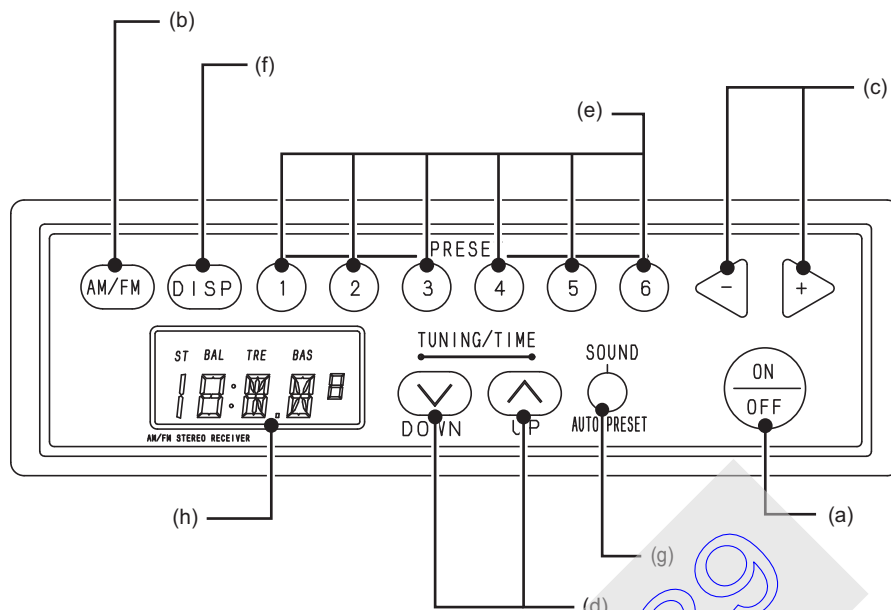 (b)
(f)
(c)
(e)
PRESE
AM/FM
DISP
1
2
3
4
5
6
-
+
TUNING/TIME
SOUND
ON
OFF
ST BAL TRE BAS
DOWN
UP
AUTO PRESET
AM/FM STEREO RECEIVER
(h)
(a)
(g)
(d)